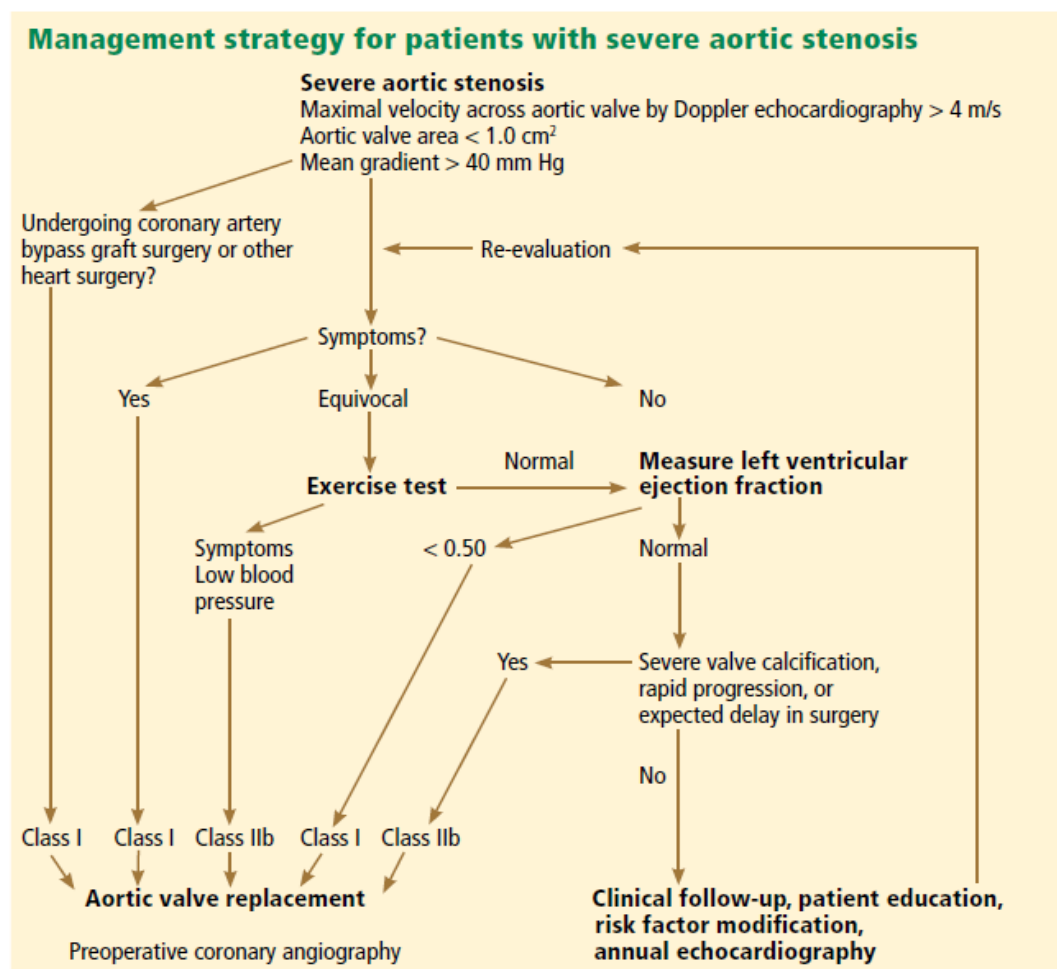 Management strategy for patients with severe aortic stenosis
Severe aortic stenosis
Maximal velocity across aortic valve by Doppler echocardiography > 4 m/s
Aortic valve area < 1.0 cm²
Mean gradient > 40 mm Hg
Undergoing coronary artery
bypass graft surgery or other
heart surgery?
Re-evaluation
Symptoms?
Yes
Equivocal
No
Exercise test
Normal
Measure left ventricular
ejection fraction
Symptoms
Low blood
pressure
< 0.50
Normal
Yes
Severe valve calcification,
rapid progression, or
expected delay in surgery
No
Class I
Class I
Class IIb
Class I
Class IIb
Aortic valve replacement
Preoperative coronary angiography
Clinical follow-up, patient education,
risk factor modification,
annual echocardiography